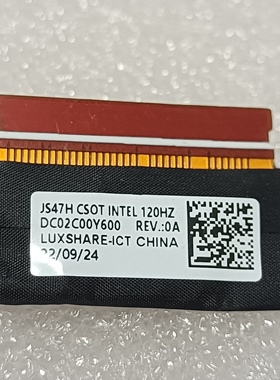 JS47H CSOT INTEL 120HZ
DC02C00Y600 REV.:0A
LUXSHARE-ICT CHINA
22/09/24